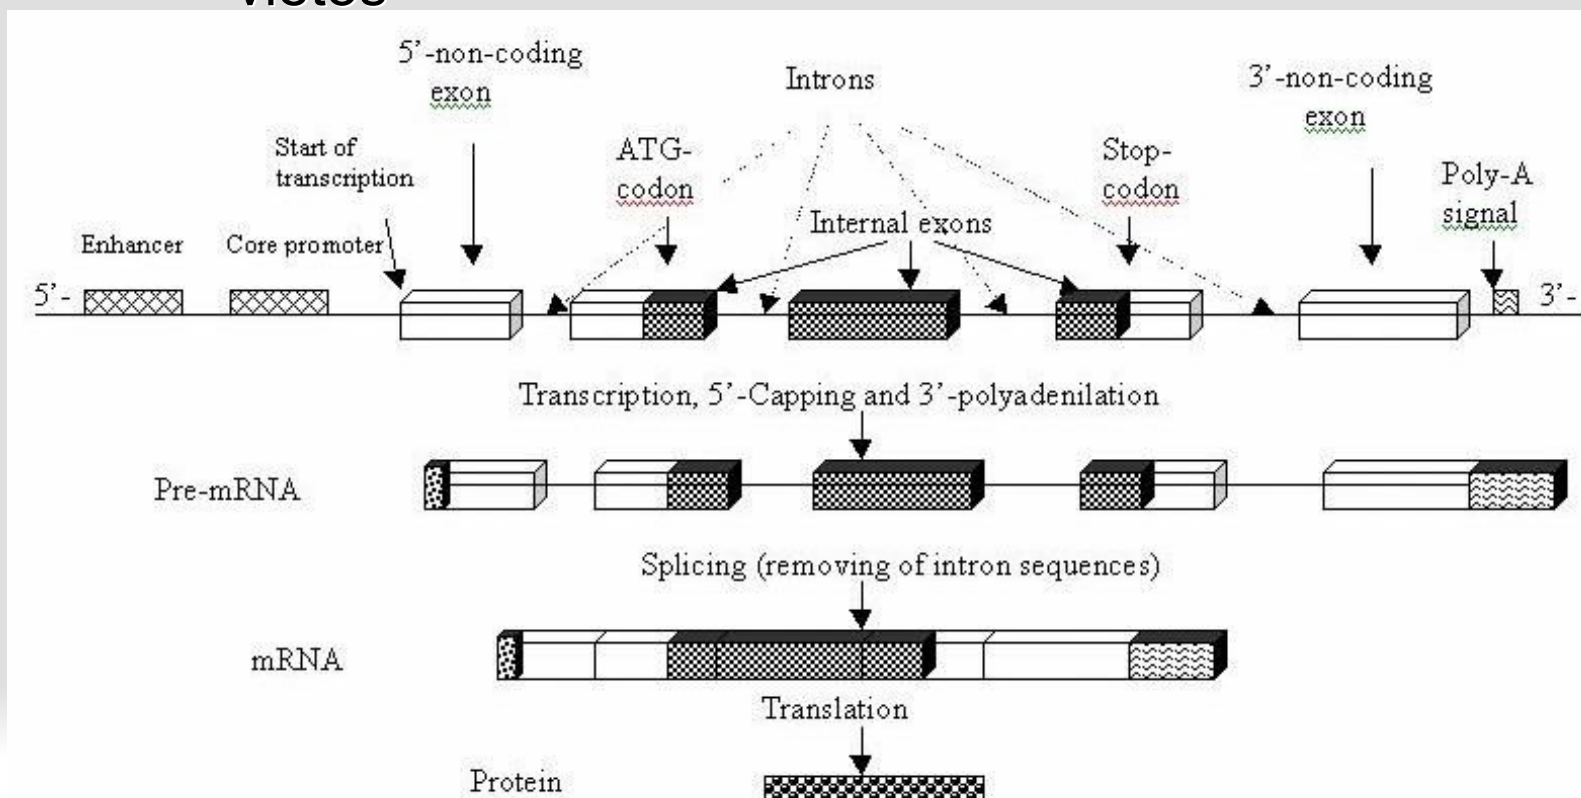 vietos
5’-non-coding
exon
Introns
3’-non-coding
exon
Start of
transcription
ATG-
codon
Stop-
codon
Poly-A
signal
Internal exons
Enhancer
Core promoter
5’-
3’-
Transcription, 5’-Capping and 3’-polyadenilation
Pre-mRNA
Splicing (removing of intron sequences)
mRNA
Translation
Protein